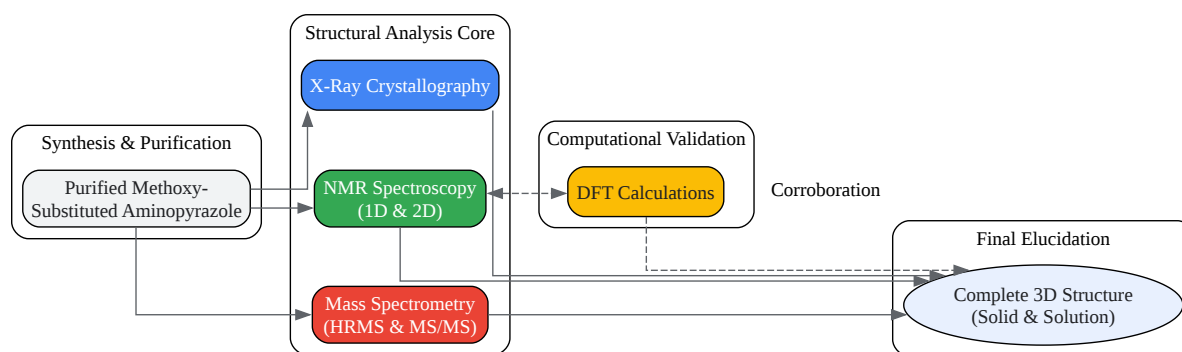 Structural Analysis Core
X-Ray Crystallography
Synthesis & Purification
Purified Methoxy-
Substituted Aminopyrazole
NMR Spectroscopy
(1D & 2D)
Mass Spectrometry
(HRMS & MS/MS)
Computational Validation
DFT Calculations
Corroboration
Final Elucidation
Complete 3D Structure
(Solid & Solution)